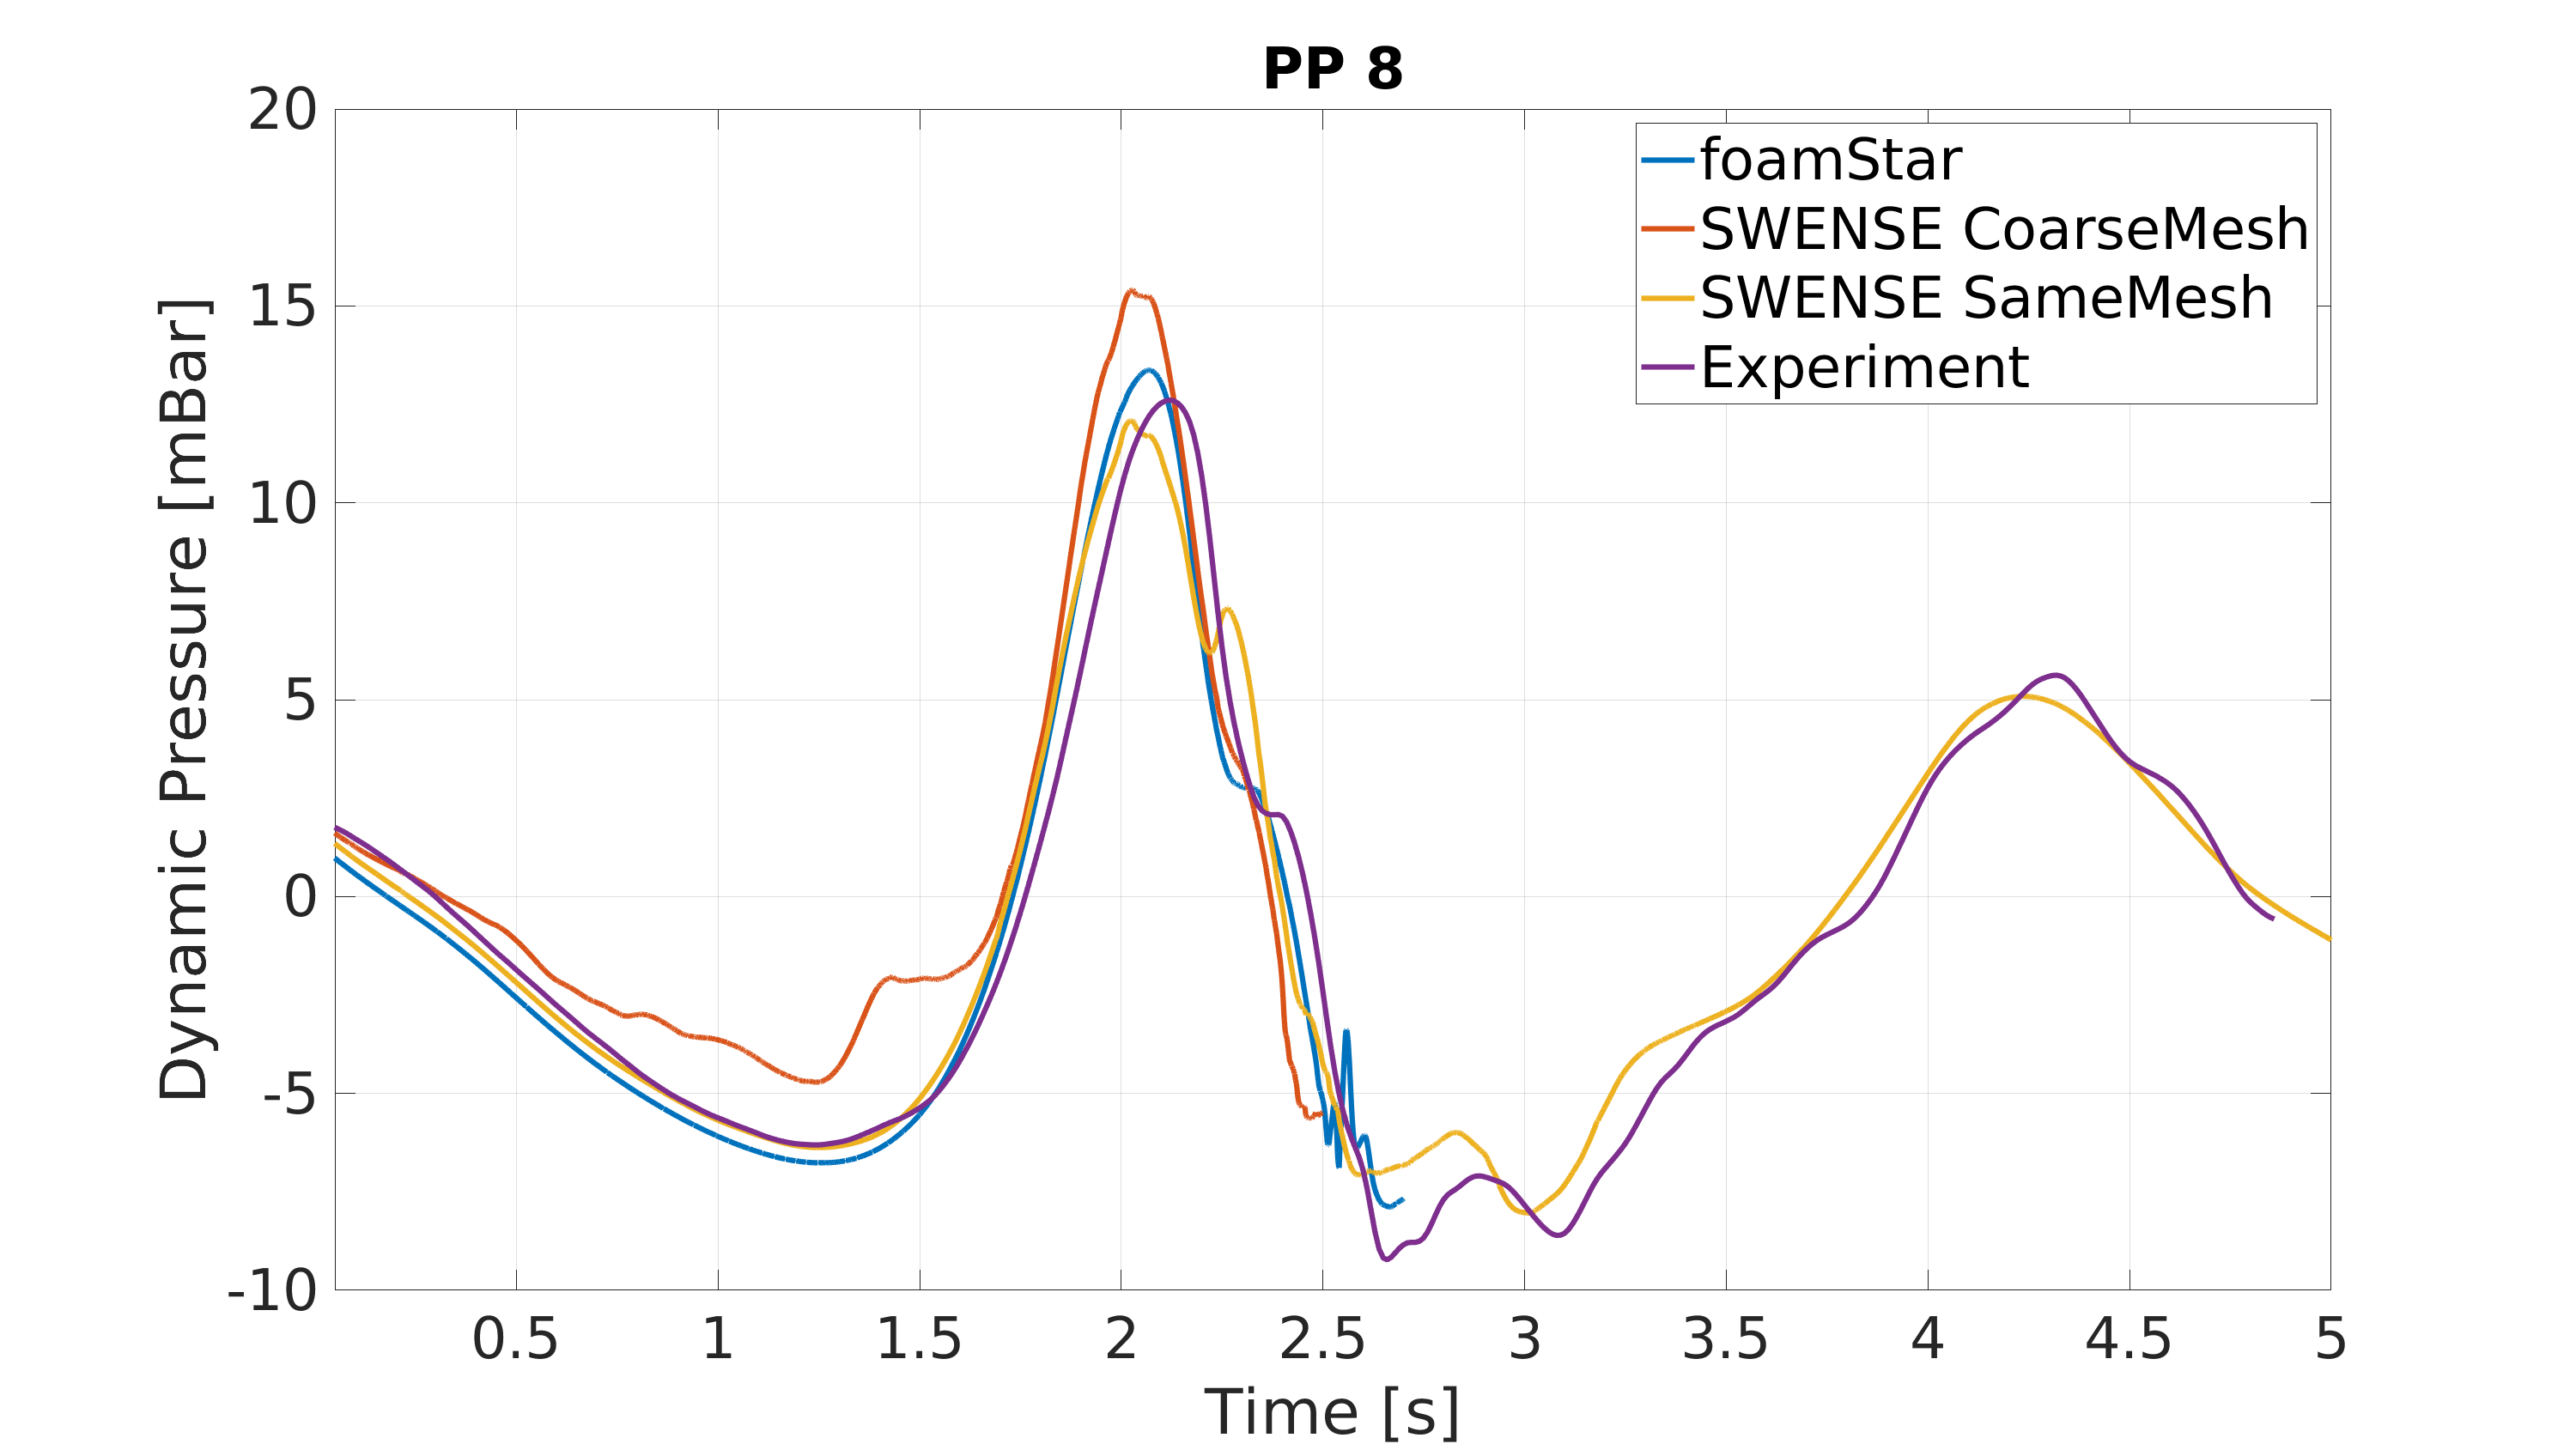 PP 8
20
15
10
5
0
-5
-10
Dynamic Pressure [mBar]
foamStar
SWENSE CoarseMesh
SWENSE SameMesh
Experiment
0.5 1 1.5 2 2.5 3 3.5 4 4.5 5
Time [s]